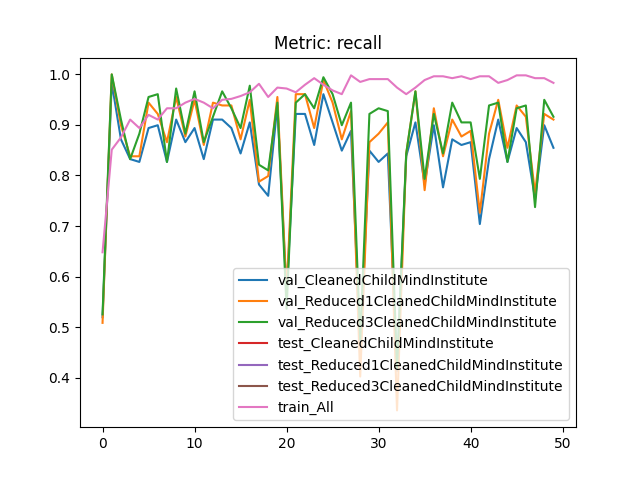 Metric: recall
1.0
0.9
0.8
0.7
0.6
0.5
0.4
val_CleanedChildMindInstitute
val_Reduced1CleanedChildMindInstitute
val_Reduced3CleanedChildMindInstitute
test_CleanedChildMindInstitute
test_Reduced1CleanedChildMindInstitute
test_Reduced3CleanedChildMindInstitute
train_All
0 10 20 30 40 50